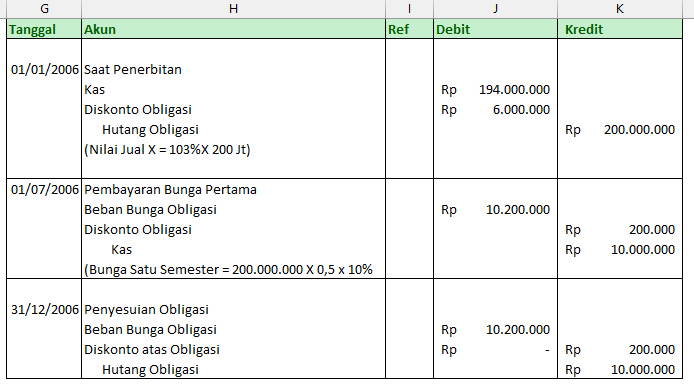 G H I J K
Tanggal Akun Ref Debit Kredit
01/01/2006 Saat Penerbitan
Kas Rp 194.000.000
Diskonto Obligasi Rp 6.000.000
Hutang Obligasi Rp 200.000.000
(Nilai Jual X = 103%X 200 Jt)
01/07/2006 Pembayaran Bunga Pertama
Beban Bunga Obligasi Rp 10.200.000
Diskonto Obligasi Rp 200.000
Kas Rp 10.000.000
(Bunga Satu Semester = 200.000.000 X 0,5 x 10%
31/12/2006 Penyesuian Obligasi
Beban Bunga Obligasi Rp 10.200.000
Diskonto atas Obligasi Rp - Rp 200.000
Hutang Obligasi Rp 10.000.000